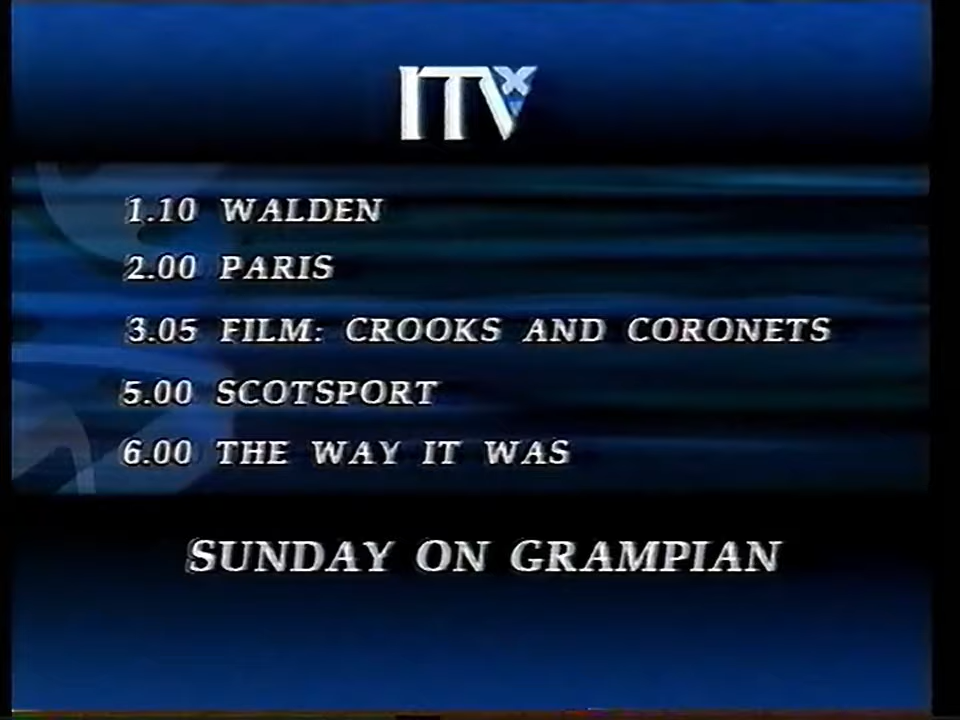 ITV
1.10 WALDEN
2.00 PARIS
3.05 FILM: CROOKS AND CORONETS
5.00 SCOTSPORT
6.00 THE WAY IT WAS
SUNDAY ON GRAMPIAN